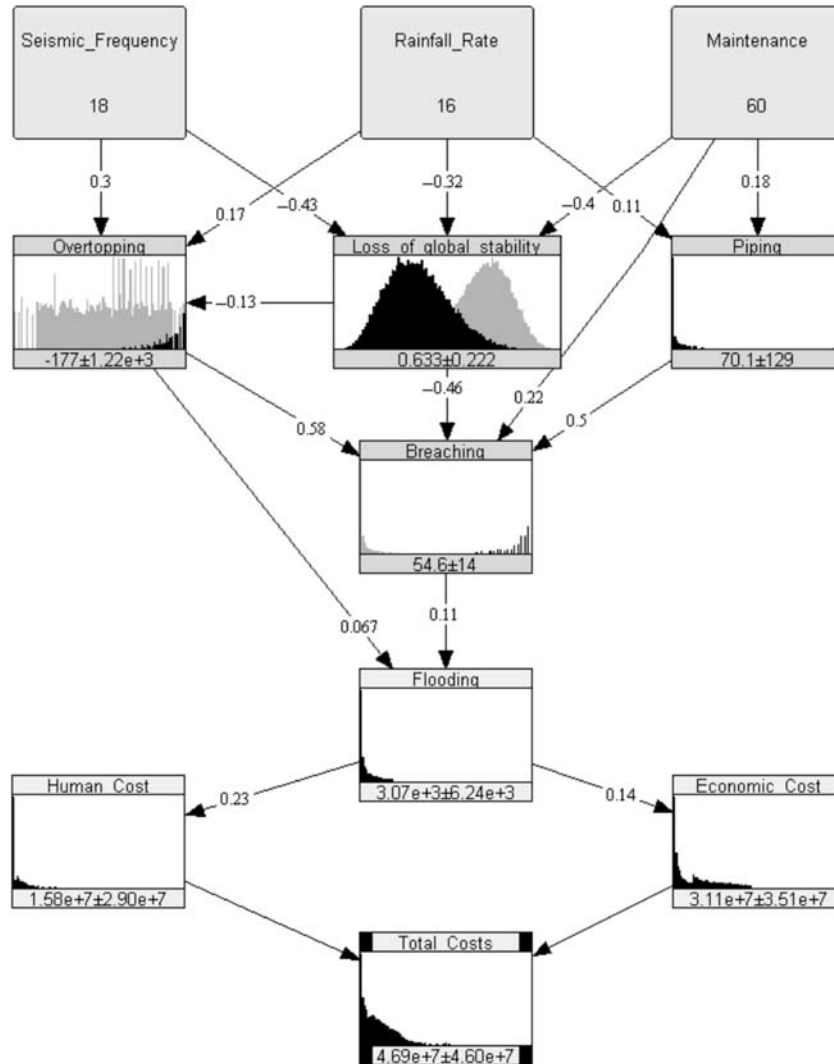 Seismic_Frequency
18
Rainfall_Rate
16
Maintenance
60
0.3
0.17
−0.43
−0.32
−0.4
0.11
0.18
Overtopping
-177±1.22e+3
−0.13
Loss_of_global_stability
0.633±0.222
Piping
70.1±129
0.58
−0.46
0.22
0.5
Breaching
54.6±14
0.067
0.11
Flooding
3.07e+3±6.24e+3
0.23
0.14
Human_Cost
1.58e+7±2.90e+7
Economic_Cost
3.11e+7±3.51e+7
Total_Costs
4.69e+7±4.60e+7